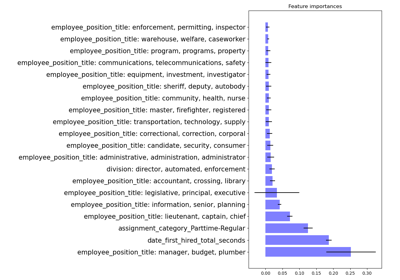 Feature importances
employee_position_title: enforcement, permitting, inspector
employee_position_title: warehouse, welfare, caseworker
employee_position_title: program, programs, property
employee_position_title: communications, telecommunications, safety
employee_position_title: equipment, investment, investigator
employee_position_title: sheriff, deputy, autobody
employee_position_title: community, health, nurse
employee_position_title: master, firefighter, registered
employee_position_title: transportation, technology, supply
employee_position_title: correctional, correction, corporal
employee_position_title: candidate, security, consumer
employee_position_title: administrative, administration, administrator
division: director, automated, enforcement
employee_position_title: accountant, crossing, library
employee_position_title: legislative, principal, executive
employee_position_title: information, senior, planning
employee_position_title: lieutenant, captain, chief
assignment_category_Parttime-Regular
date_first_hired_total_seconds
employee_position_title: manager, budget, plumber
0.00 0.05 0.10 0.15 0.20 0.25 0.30